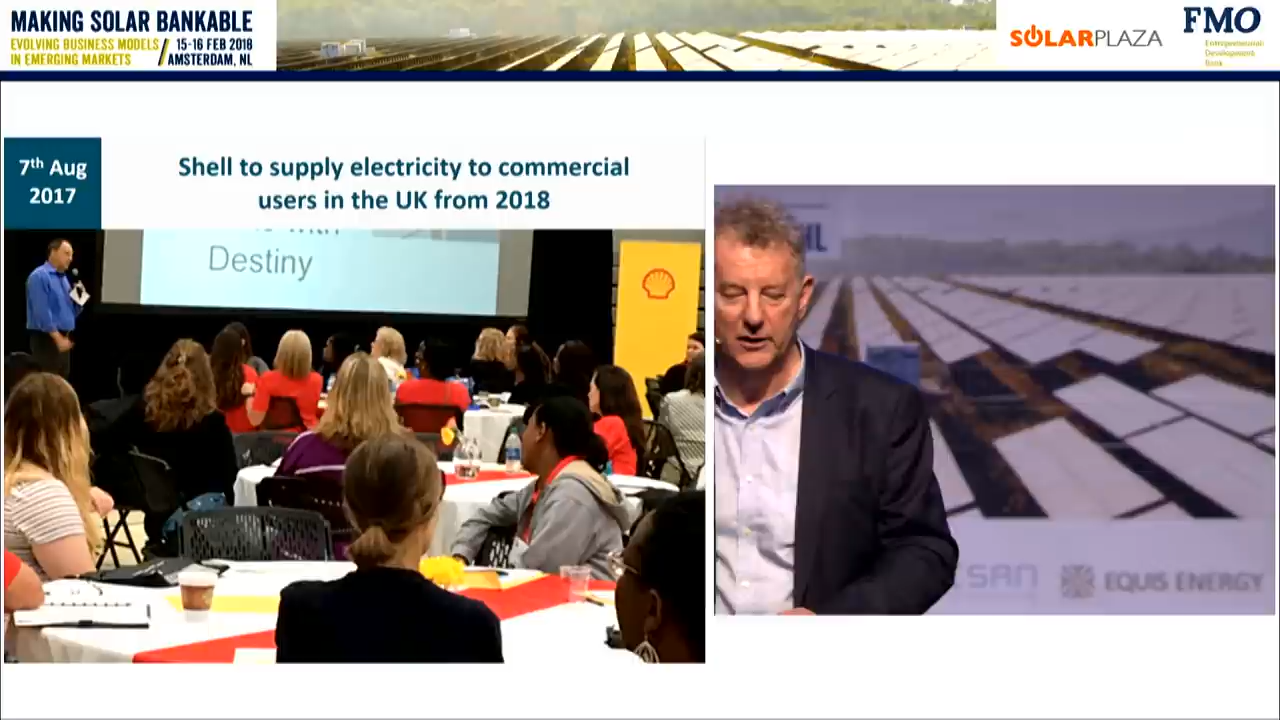 MAKING SOLAR BANKABLE
EVOLVING BUSINESS MODELS
IN EMERGING MARKETS
15-16 FEB 2018
AMSTERDAM, NL
SOLARPLAZA
FMO
Entrepreneurial
Development
Bank
7th Aug
2017
Shell to supply electricity to commercial
users in the UK from 2018
with
Destiny
SAN
EQUIS ENERGY